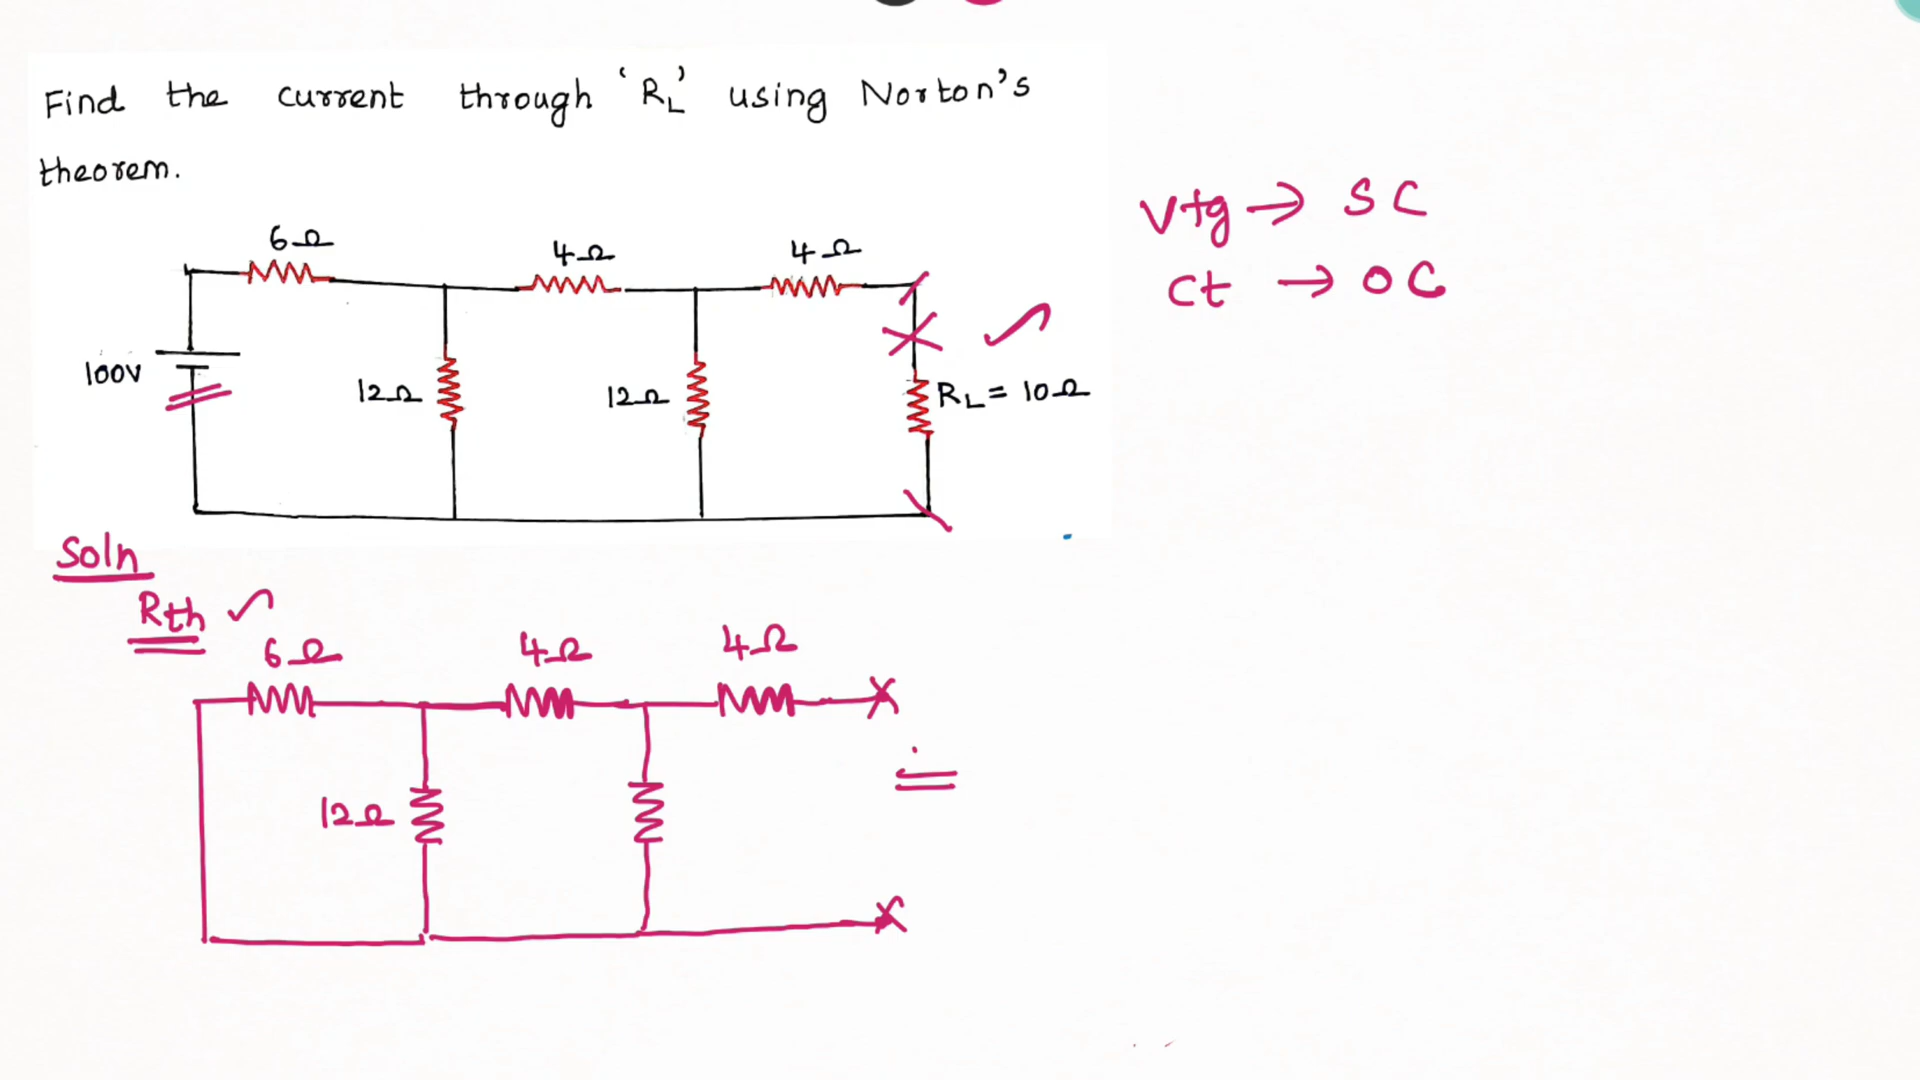 Find the current through 'RL' using Norton's
theorem.
6Ω 4Ω 4Ω
100V 12Ω 12Ω RL = 10Ω
Vtg → SC
Ct → OC
Soln
Rth
6Ω 4Ω 4Ω
12Ω